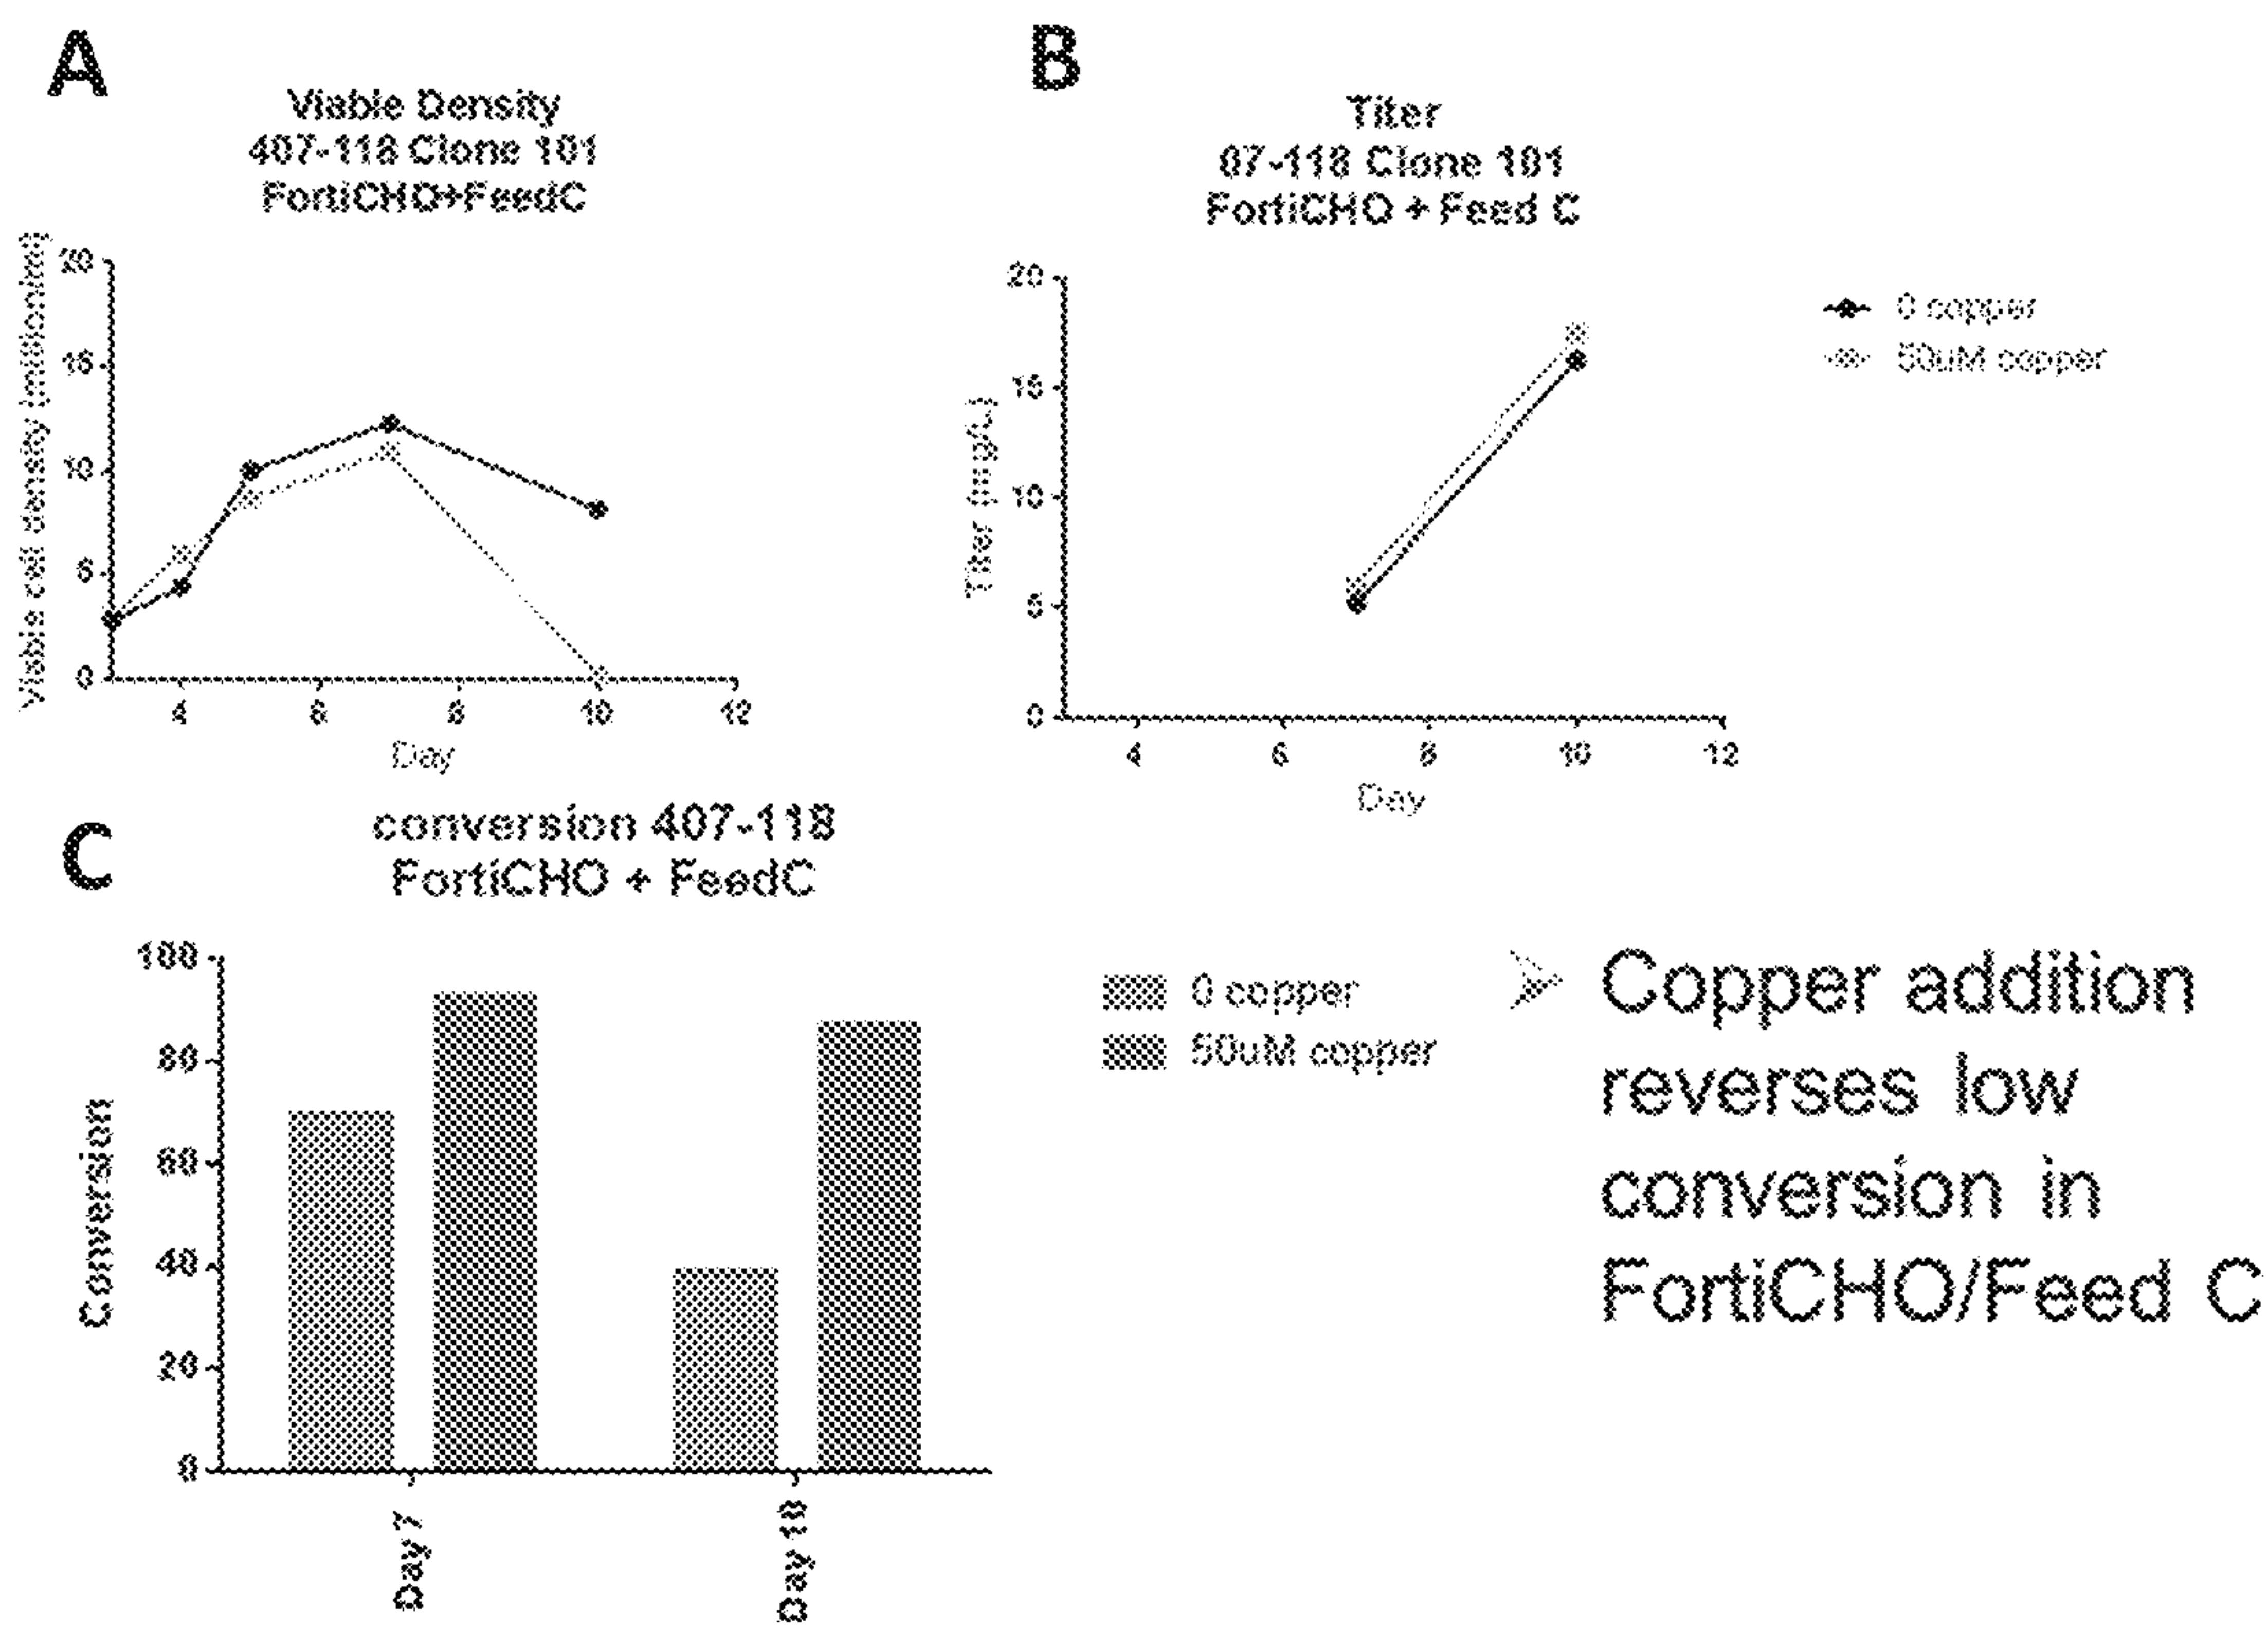 A
Viable Density
407-118 Clone 101
FortiCHO+FeedC
Viable cell density [million/ml]
20
15
10
5
0
4
6
8
10
12
Day
B
Titer
07-118 Clone 101
FortiCHO + Feed C
Titer (mg/L)
20
15
10
5
0
4
6
8
10
12
Day
0 copper
50uM copper
C
conversion 407-118
FortiCHO + FeedC
Conversion
100
80
60
40
20
0
Day 7
Day 10
0 copper
50uM copper
➢ Copper addition
reverses low
conversion in
FortiCHO/Feed C